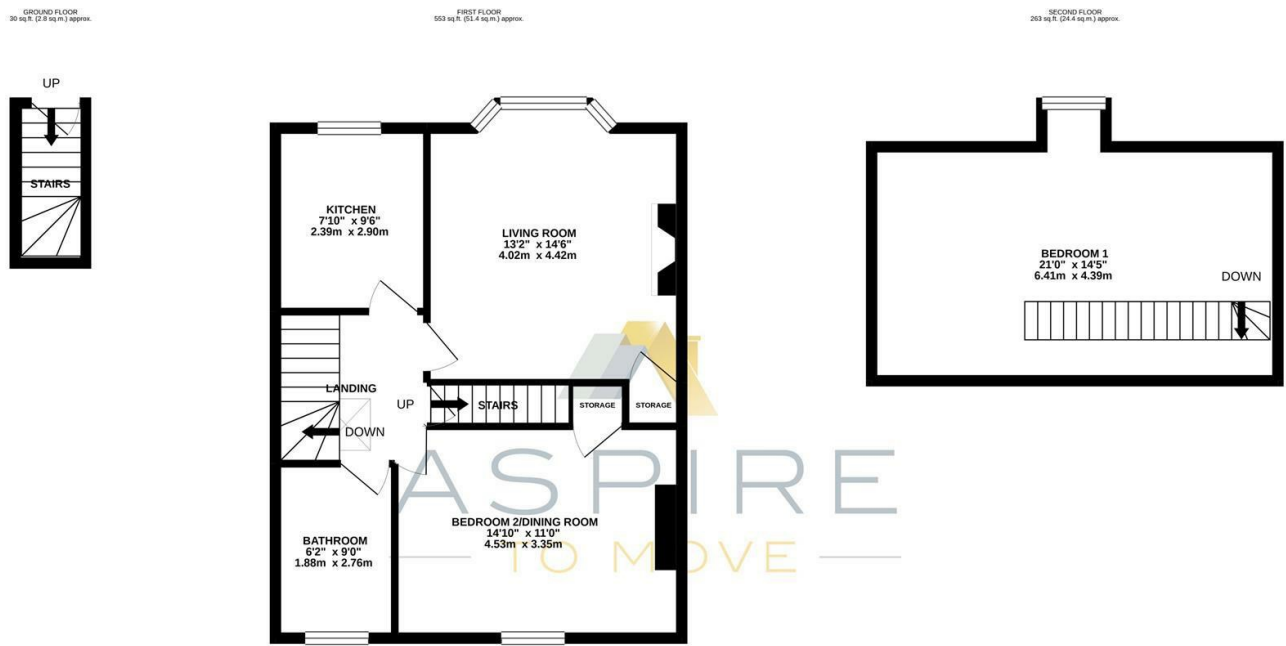 GROUND FLOOR
30 sq.ft. (2.8 sq.m.) approx.
UP
STAIRS
FIRST FLOOR
553 sq.ft. (51.4 sq.m.) approx.
KITCHEN
7'10" x 9'6"
2.39m x 2.90m
LIVING ROOM
13'2" x 14'6"
4.02m x 4.42m
LANDING
UP
STAIRS
STORAGE
STORAGE
DOWN
BATHROOM
6'2" x 9'0"
1.88m x 2.76m
BEDROOM 2/DINING ROOM
14'10" x 11'0"
4.53m x 3.35m
ASPIRE
TO MOVE
SECOND FLOOR
263 sq.ft. (24.4 sq.m.) approx.
BEDROOM 1
21'0" x 14'5"
6.41m x 4.39m
DOWN